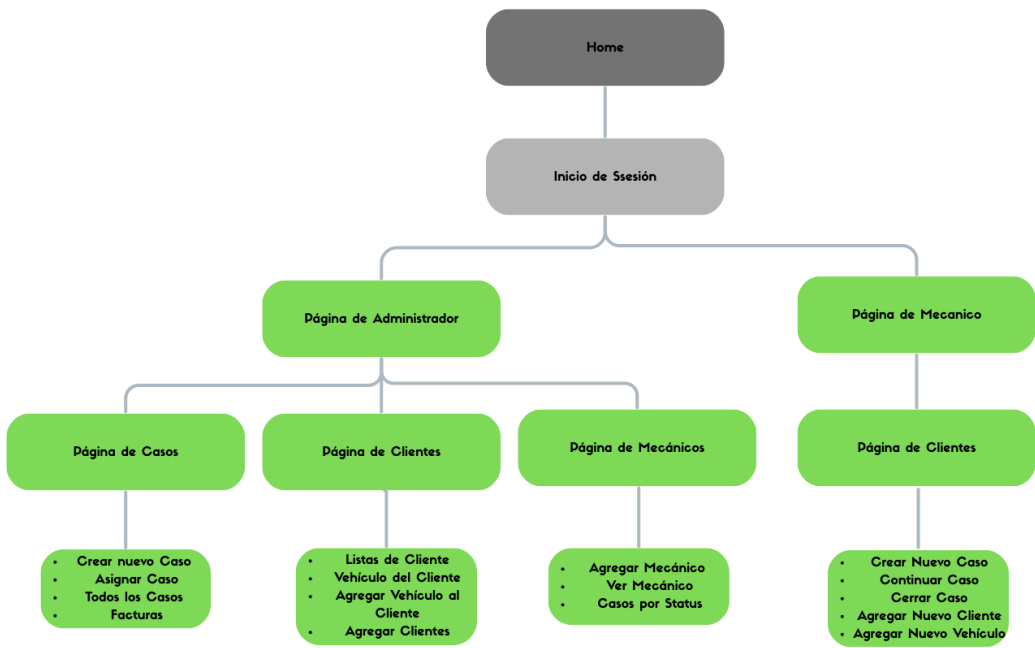 Home
Inicio de Ssesión
Página de Administrador
Página de Mecanico
Página de Casos
Página de Clientes
Página de Mecánicos
Página de Clientes
• Crear nuevo Caso
• Asignar Caso
• Todos los Casos
• Facturas
• Listas de Cliente
• Vehículo del Cliente
• Agregar Vehículo al
Cliente
• Agregar Clientes
• Agregar Mecánico
• Ver Mecánico
• Casos por Status
• Crear Nuevo Caso
• Continuar Caso
• Cerrar Caso
• Agregar Nuevo Cliente
• Agregar Nuevo Vehículo